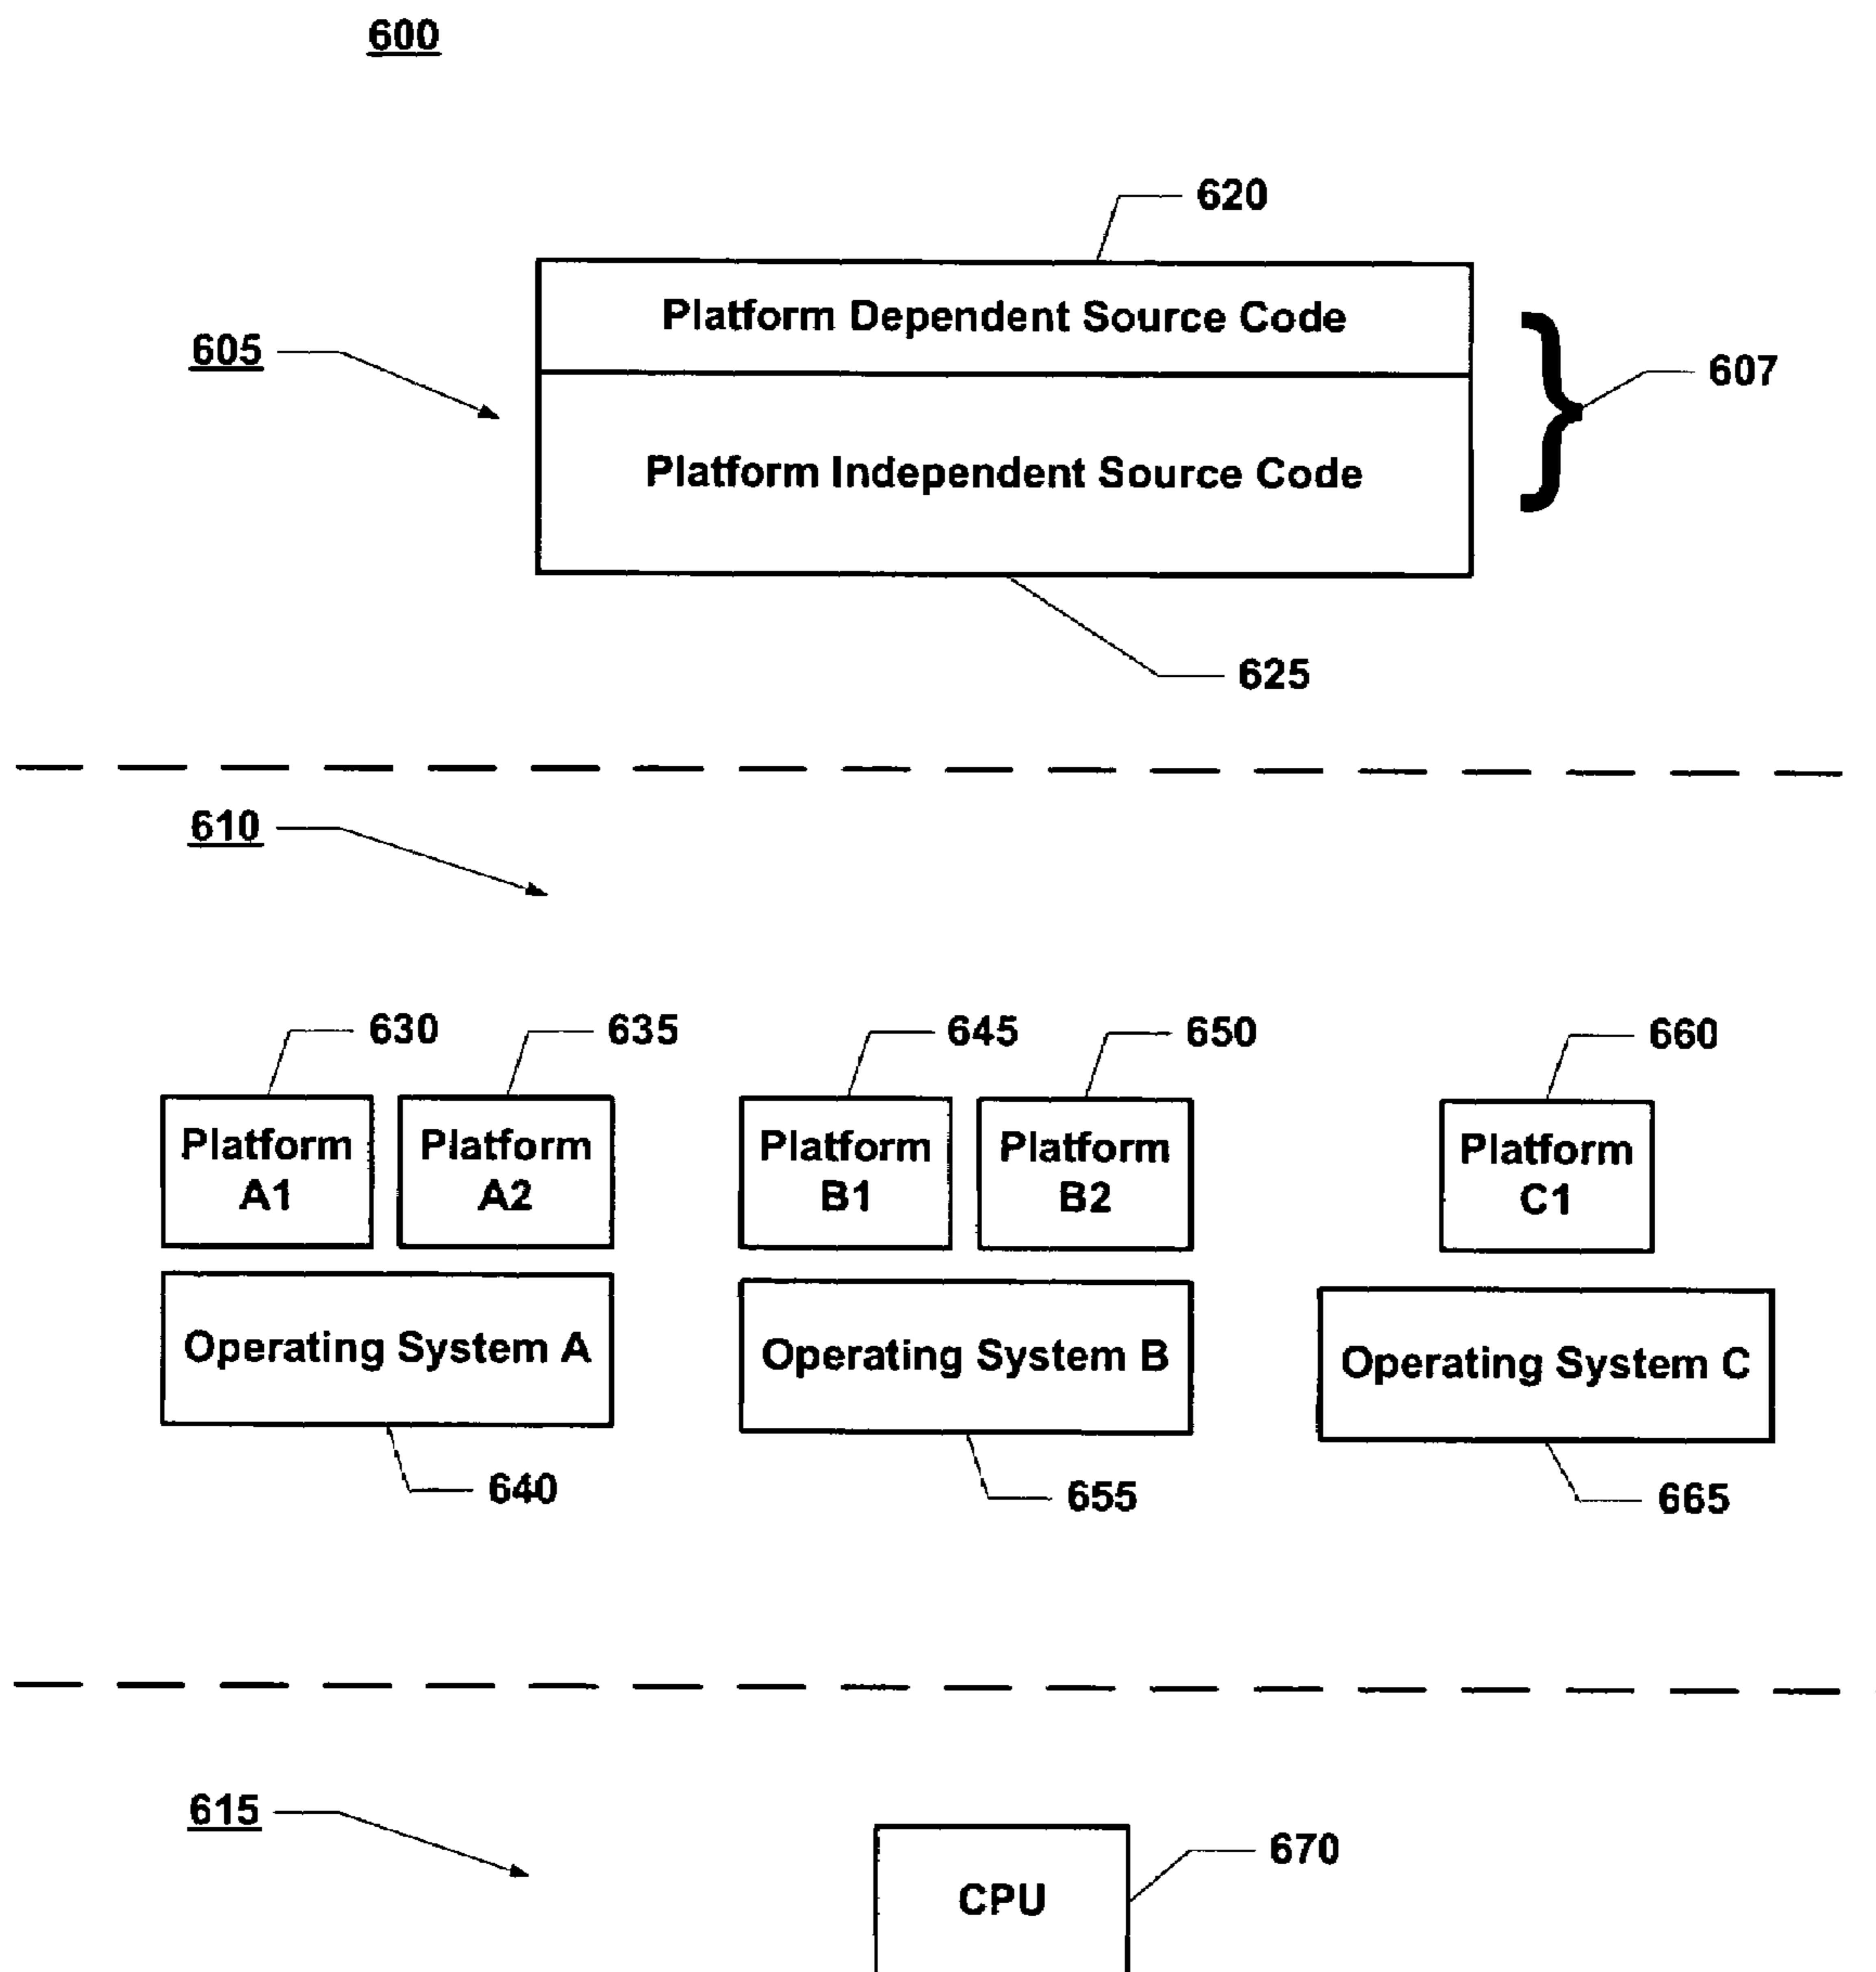 600
620
Platform Dependent Source Code
605
607
Platform Independent Source Code
625
610
630
635
645
650
660
Platform
A1
Platform
A2
Platform
B1
Platform
B2
Platform
C1
Operating System A
Operating System B
Operating System C
640
655
665
615
670
CPU